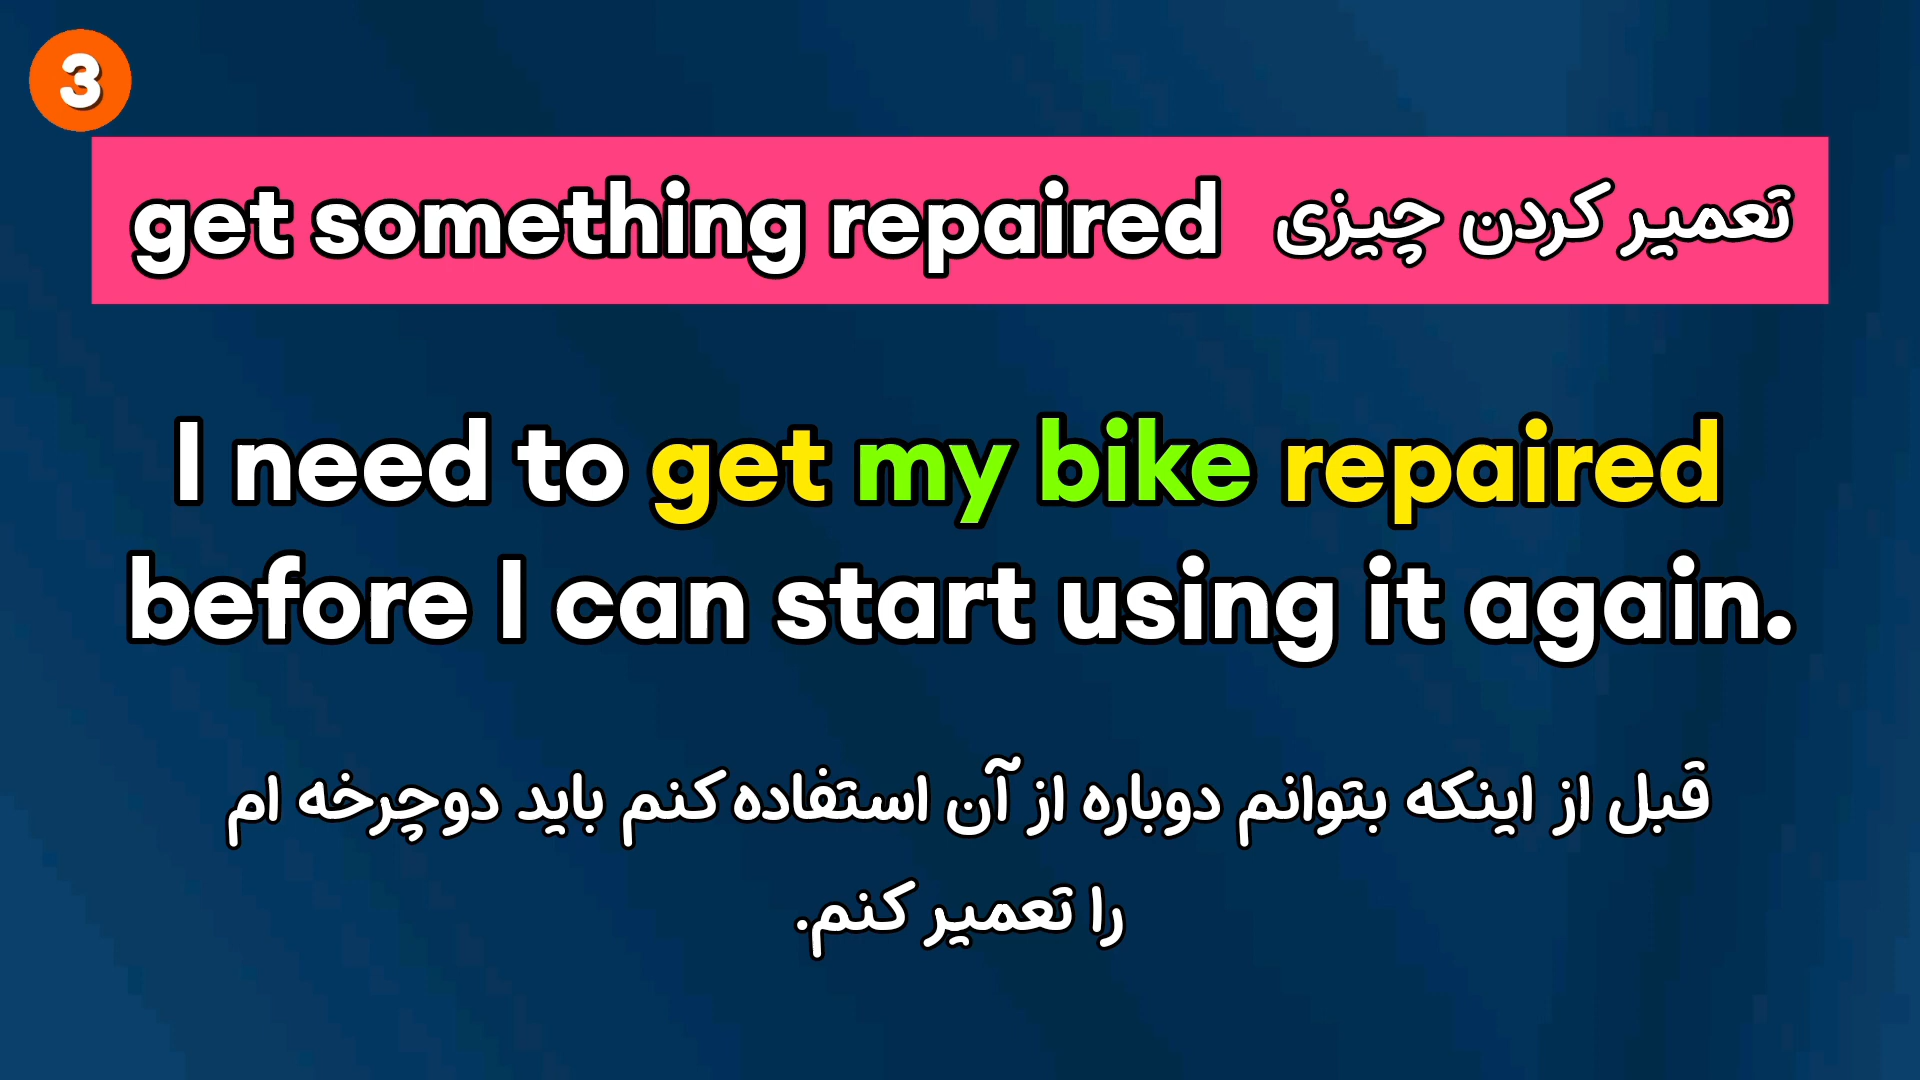 3
get something repaired تعمیر کردن چیزی
I need to get my bike repaired
before I can start using it again.
قبل از اینکه بتوانم دوباره از آن استفاده کنم باید دوچرخه ام
را تعمیر کنم.